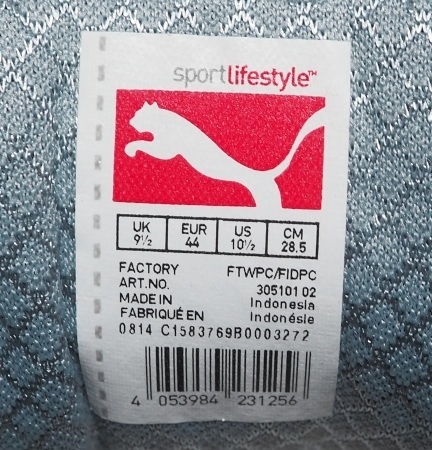 sportlifestyle™
UK EUR US CM
9½ 44 10½ 28.5
FACTORY FTWPC/FIDPC
ART.NO. 305101 02
MADE IN Indonesia
FABRIQUÉ EN Indonésie
0814 C1583769B0003272
4 053984 231256